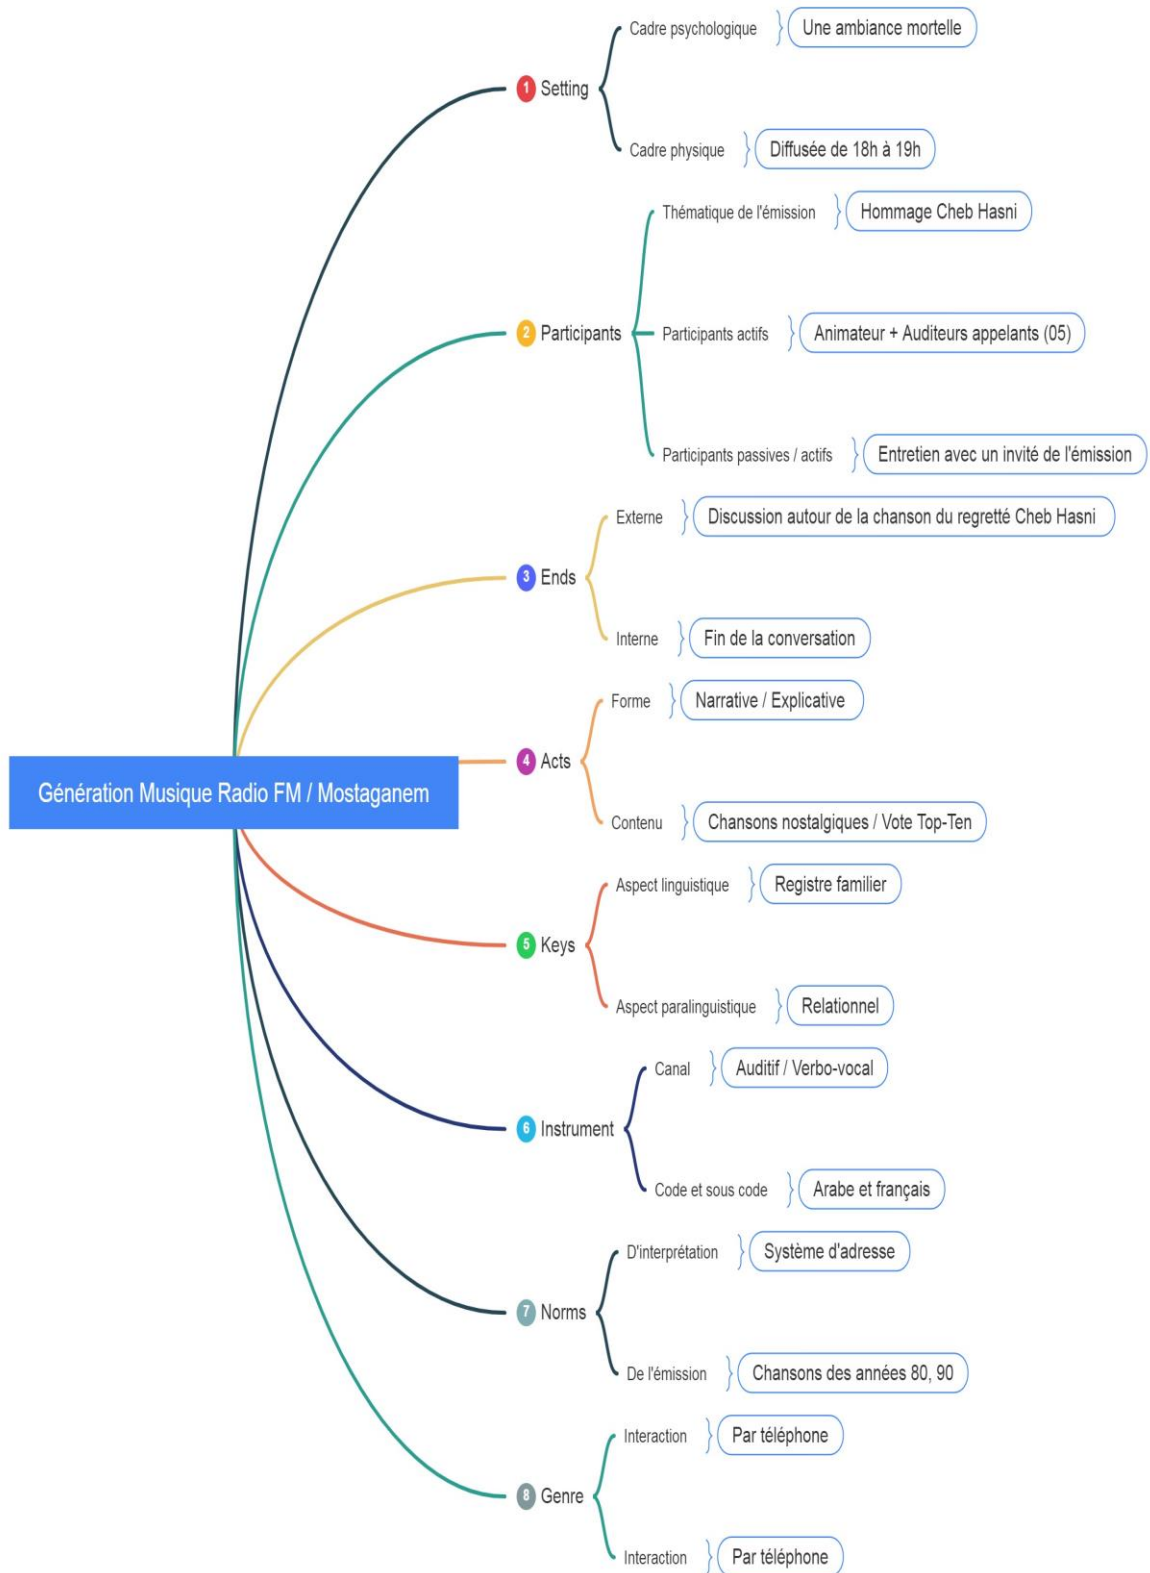 Génération Musique Radio FM / Mostaganem
1 Setting
Cadre psychologique
Une ambiance mortelle
Cadre physique
Diffusée de 18h à 19h
2 Participants
Thématique de l'émission
Hommage Cheb Hasni
Participants actifs
Animateur + Auditeurs appelants (05)
Participants passives / actifs
Entretien avec un invité de l'émission
3 Ends
Externe
Discussion autour de la chanson du regretté Cheb Hasni
Interne
Fin de la conversation
4 Acts
Forme
Narrative / Explicative
Contenu
Chansons nostalgiques / Vote Top-Ten
5 Keys
Aspect linguistique
Registre familier
Aspect paralinguistique
Relationnel
6 Instrument
Canal
Auditif / Verbo-vocal
Code et sous code
Arabe et français
7 Norms
D'interprétation
Système d'adresse
De l'émission
Chansons des années 80, 90
8 Genre
Interaction
Par téléphone
Interaction
Par téléphone